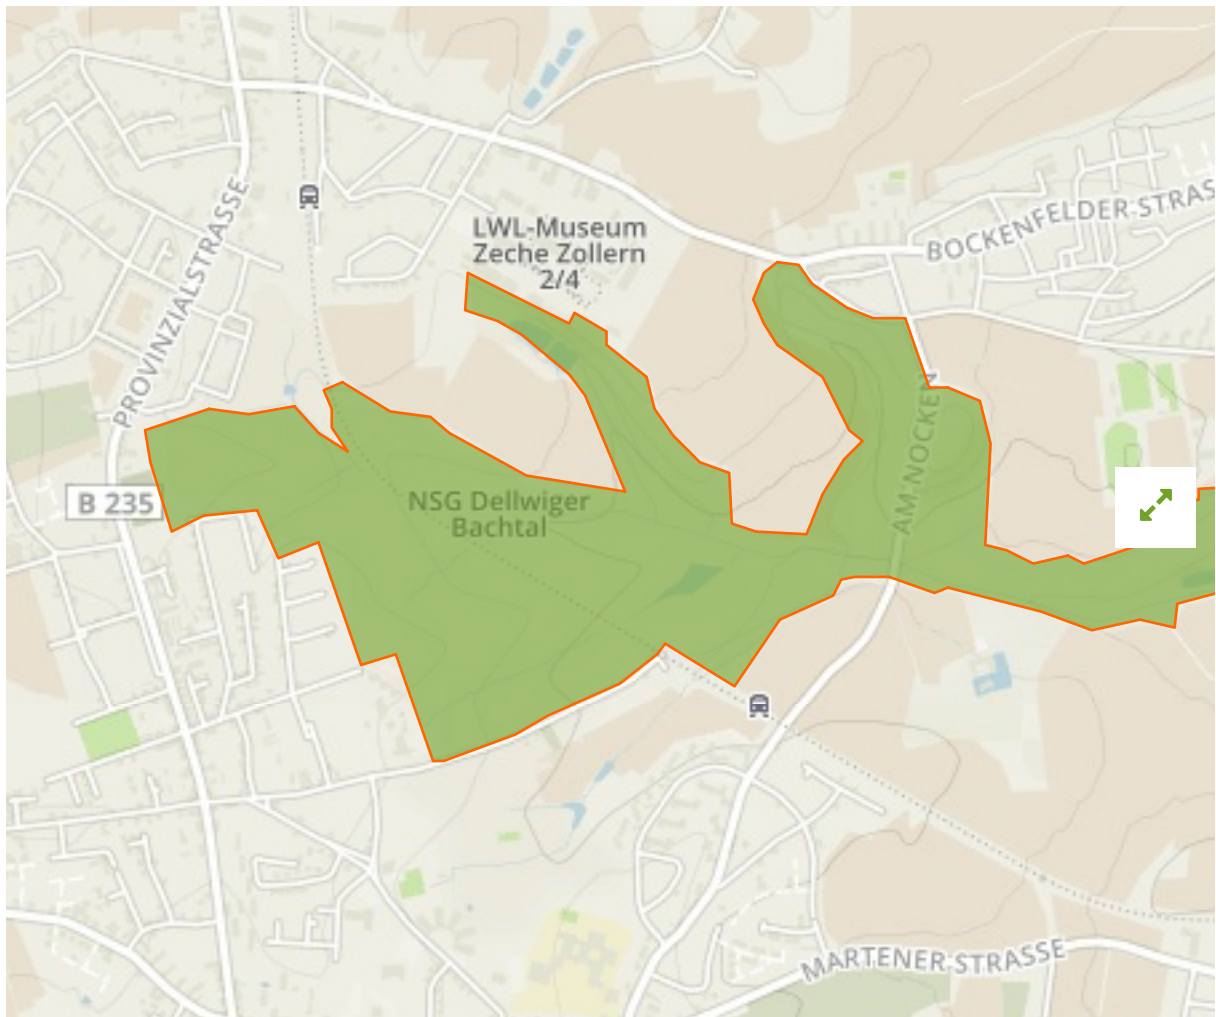 PROVINZIALSTRASSE
LWL-Museum
Zeche Zollern
2/4
BOCKENFELDER-STRAS
AM-NOCKEN
B 235
NSG Dellwiger
Bachtal
MARTENER-STRASSE